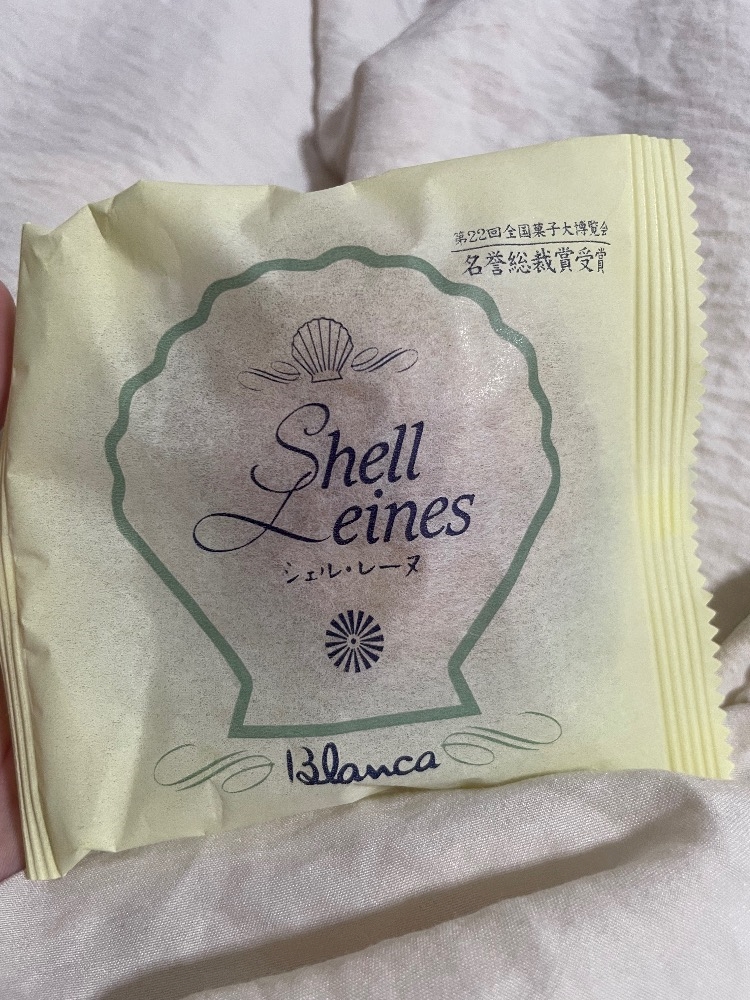 第22回全国菓子大博覧会
名誉総裁賞受賞
Shell
Leines
シェル・レーヌ
Blanca